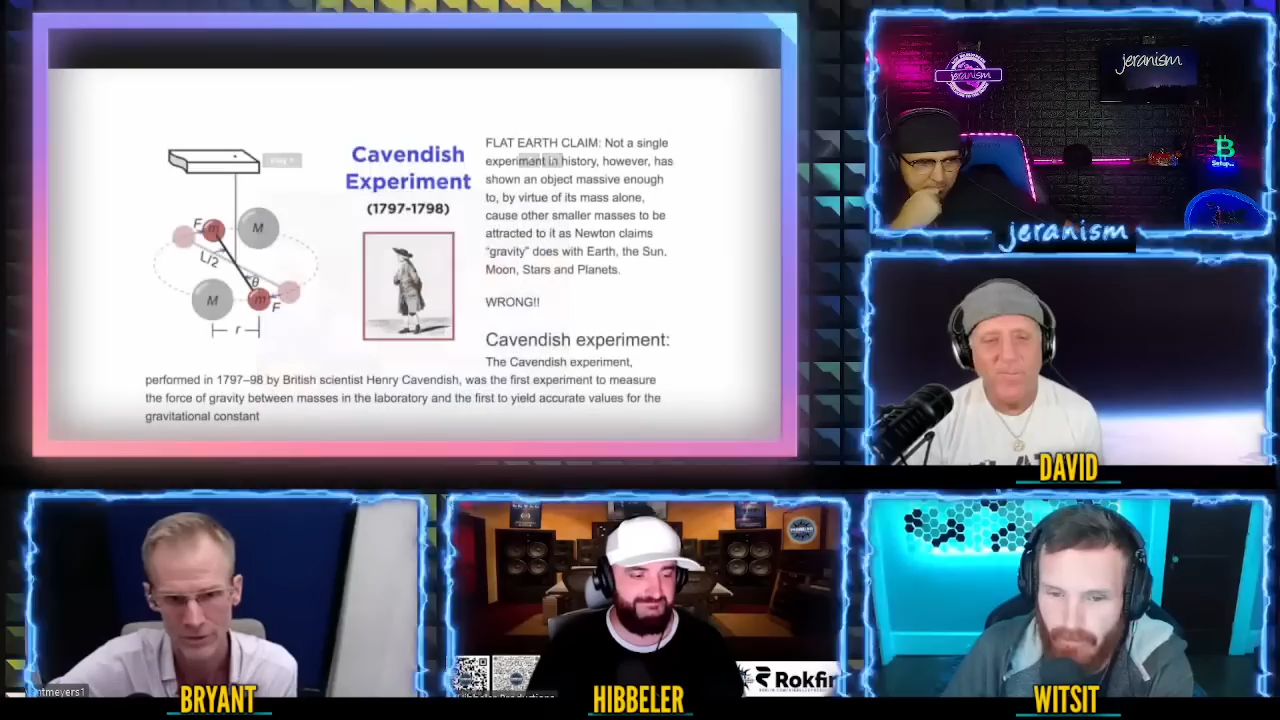 Cavendish
Experiment
(1797-1798)
FLAT EARTH CLAIM: Not a single
experiment in history, however, has
shown an object massive enough
to, by virtue of its mass alone,
cause other smaller masses to be
attracted to it as Newton claims
“gravity” does with Earth, the Sun.
Moon, Stars and Planets.
WRONG!!
Cavendish experiment:
The Cavendish experiment,
performed in 1797–98 by British scientist Henry Cavendish, was the first experiment to measure
the force of gravity between masses in the laboratory and the first to yield accurate values for the
gravitational constant
F
m
M
L/2
θ
M
m
F
r
jeranism
jeranism
Setup...
jeranism
DAVID
ntmeyers1
BRYANT
HIBBELER
Rokfin
WITSIT